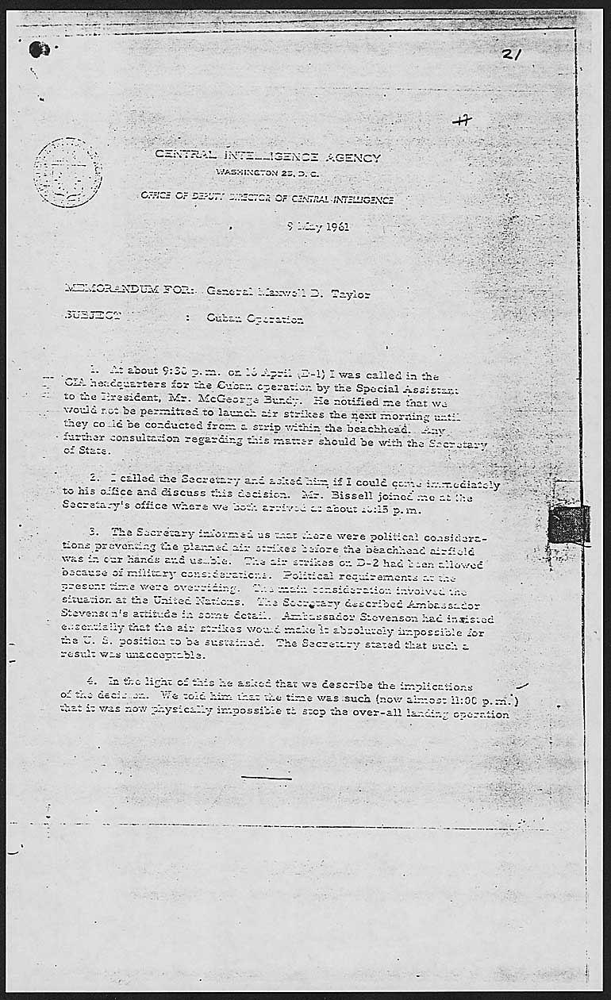 21
17
CENTRAL INTELLIGENCE AGENCY
WASHINGTON 25, D. C.
OFFICE OF DEPUTY DIRECTOR OF CENTRAL INTELLIGENCE
9 May 1961
MEMORANDUM FOR: General Maxwell D. Taylor
SUBJECT : Cuban Operation
1. At about 9:30 p.m. on 16 April (D-1) I was called in the
CIA headquarters for the Cuban operation by the Special Assistant
to the President, Mr. McGeorge Bundy. He notified me that we
would not be permitted to launch air strikes the next morning until
they could be conducted from a strip within the beachhead. Any
further consultation regarding this matter should be with the Secretary
of State.
2. I called the Secretary and asked him if I could come immediately
to his office and discuss this decision. Mr. Bissell joined me at the
Secretary's office where we both arrived at about 10:15 p.m.
3. The Secretary informed us that there were political considera-
tions preventing the planned air strikes before the beachhead airfield
was in our hands and usable. The air strikes on D-2 had been allowed
because of military considerations. Political requirements at the
present time were overriding. The main consideration involved the
situation at the United Nations. The Secretary described Ambassador
Stevenson's attitude in some detail. Ambassador Stevenson had insisted
essentially that the air strikes would make it absolutely impossible for
the U. S. position to be sustained. The Secretary stated that such a
result was unacceptable.
4. In the light of this he asked that we describe the implications
of the decision. We told him that the time was such (now almost 11:00 p.m.)
that it was now physically impossible to stop the over-all landing operation